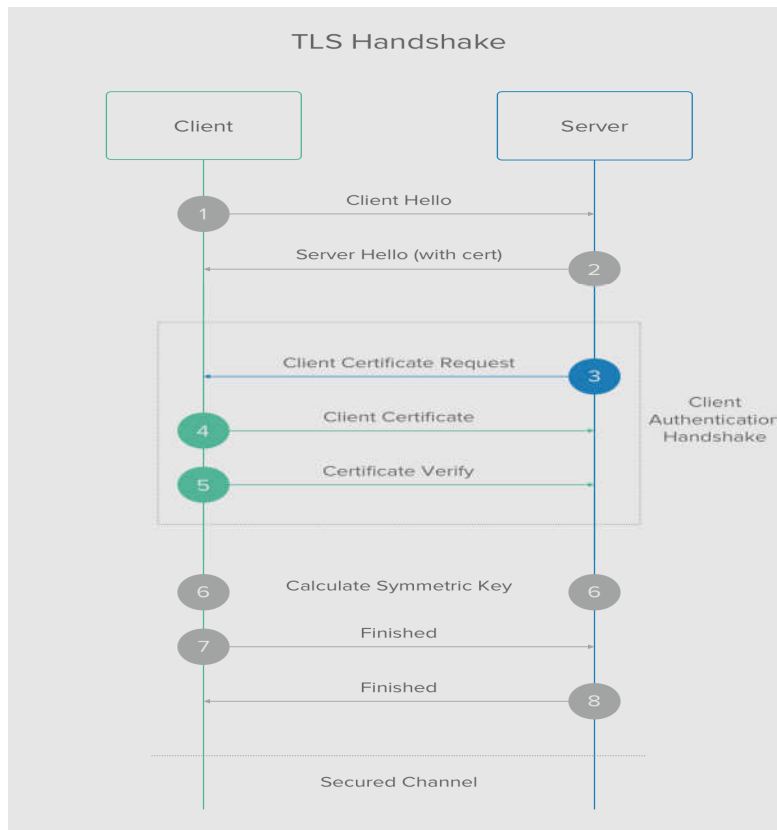 TLS Handshake
Client
Server
1
Client Hello
Server Hello (with cert)
2
Client Certificate Request
3
Client
Authentication
Handshake
4
Client Certificate
5
Certificate Verify
6
Calculate Symmetric Key
6
7
Finished
Finished
8
Secured Channel